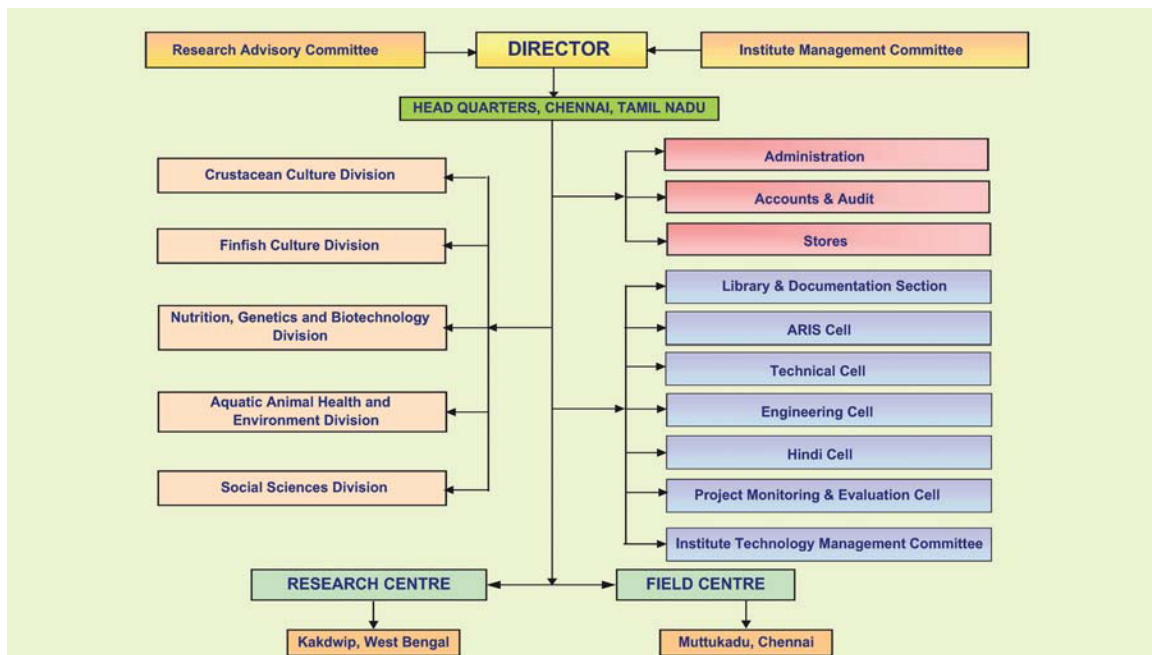 Research Advisory Committee
DIRECTOR
Institute Management Committee
HEAD QUARTERS, CHENNAI, TAMIL NADU
Crustacean Culture Division
Finfish Culture Division
Nutrition, Genetics and Biotechnology
Division
Aquatic Animal Health and
Environment Division
Social Sciences Division
Administration
Accounts & Audit
Stores
Library & Documentation Section
ARIS Cell
Technical Cell
Engineering Cell
Hindi Cell
Project Monitoring & Evaluation Cell
Institute Technology Management Committee
RESEARCH CENTRE
FIELD CENTRE
Kakdwip, West Bengal
Muttukadu, Chennai